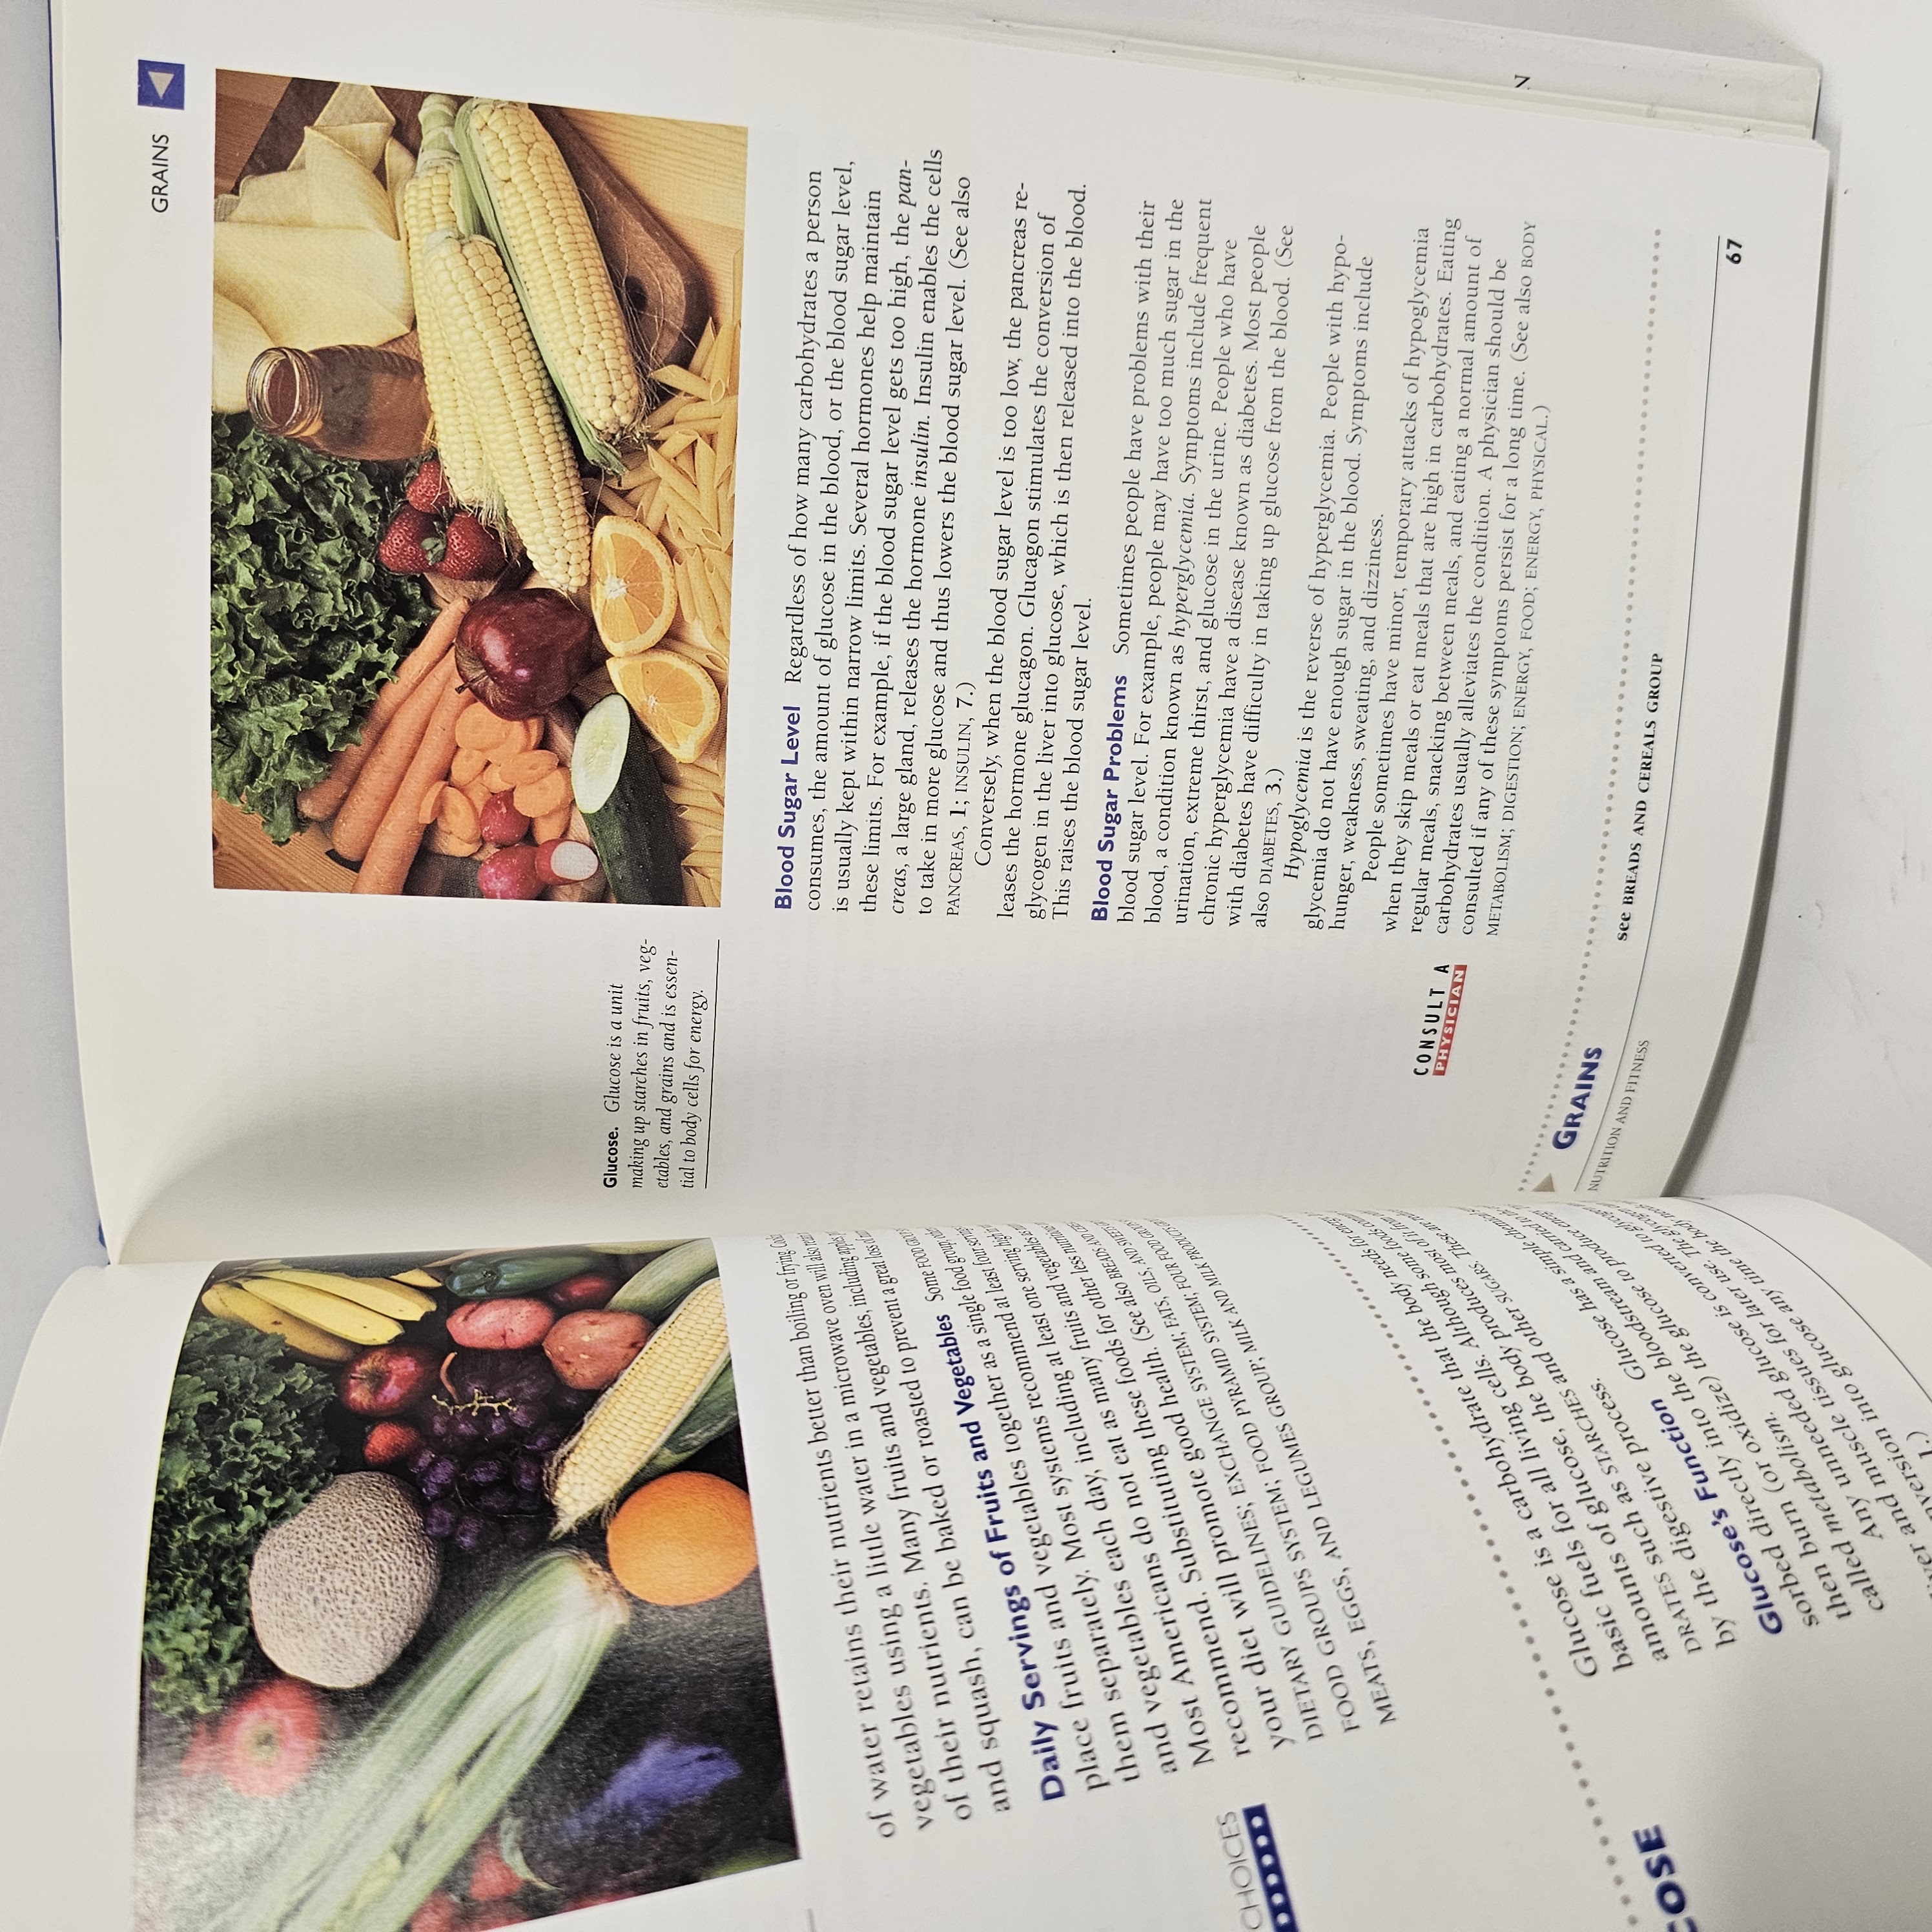 of water retains their nutrients better than boiling or frying.
vegetables using a little water in a microwave oven will also retain
of their nutrients. Many fruits and vegetables, including apples
and squash, can be baked or roasted to prevent a great loss of
Daily Servings of Fruits and Vegetables Some FOOD GROUP
place fruits and vegetables together as a single food group;
them separately. Most systems recommend at least four servings
and vegetables each day, including at least one serving high in
Most Americans do not eat as many fruits and vegetables as
recommend. Substituting these foods for other less nutritious
your diet will promote good health. (See also BREADS AND
DIETARY GUIDELINES; EXCHANGE SYSTEM; FATS, OILS, AND SWEETS
FOOD GROUPS SYSTEM; FOOD PYRAMID SYSTEM; FOUR FOOD GROUPS
MEATS, EGGS, AND LEGUMES GROUP; MILK AND MILK PRODUCTS
CHOICES
COSE
Glucose is a carbohydrate that the body needs for energy
basic fuels for all living cells. Although some foods
amounts of glucose, the body produces most of it from
DRATES such as STARCHES and other SUGARS. These are
by the digestive process.
Glucose's Function Glucose has a simple chemical
sorbed directly into the bloodstream and carried to the
then burn (or oxidize) the glucose to produce energy.
called metabolism.
Any unneeded glucose is converted to
liver and muscle tissues for later use. The glycogen
nversion into glucose any time the body needs
1.)
GRAINS
Glucose. Glucose is a unit
making up starches in fruits, veg-
etables, and grains and is essen-
tial to body cells for energy.
Blood Sugar Level Regardless of how many carbohydrates a person
consumes, the amount of glucose in the blood, or the blood sugar level,
is usually kept within narrow limits. Several hormones help maintain
these limits. For example, if the blood sugar level gets too high, the pan-
creas, a large gland, releases the hormone insulin. Insulin enables the cells
to take in more glucose and thus lowers the blood sugar level. (See also
PANCREAS, 1; INSULIN, 7.)
Conversely, when the blood sugar level is too low, the pancreas re-
leases the hormone glucagon. Glucagon stimulates the conversion of
glycogen in the liver into glucose, which is then released into the blood.
This raises the blood sugar level.
Blood Sugar Problems Sometimes people have problems with their
blood sugar level. For example, people may have too much sugar in the
blood, a condition known as hyperglycemia. Symptoms include frequent
urination, extreme thirst, and glucose in the urine. People who have
chronic hyperglycemia have a disease known as diabetes. Most people
with diabetes have difficulty in taking up glucose from the blood. (See
also DIABETES, 3.)
Hypoglycemia is the reverse of hyperglycemia. People with hypo-
glycemia do not have enough sugar in the blood. Symptoms include
hunger, weakness, sweating, and dizziness.
People sometimes have minor, temporary attacks of hypoglycemia
when they skip meals or eat meals that are high in carbohydrates. Eating
regular meals, snacking between meals, and eating a normal amount of
carbohydrates usually alleviates the condition. A physician should be
consulted if any of these symptoms persist for a long time. (See also BODY
METABOLISM; DIGESTION; ENERGY, FOOD; ENERGY, PHYSICAL.)
CONSULT A
PHYSICIAN
GRAINS
see BREADS AND CEREALS GROUP
NUTRITION AND FITNESS
67
N